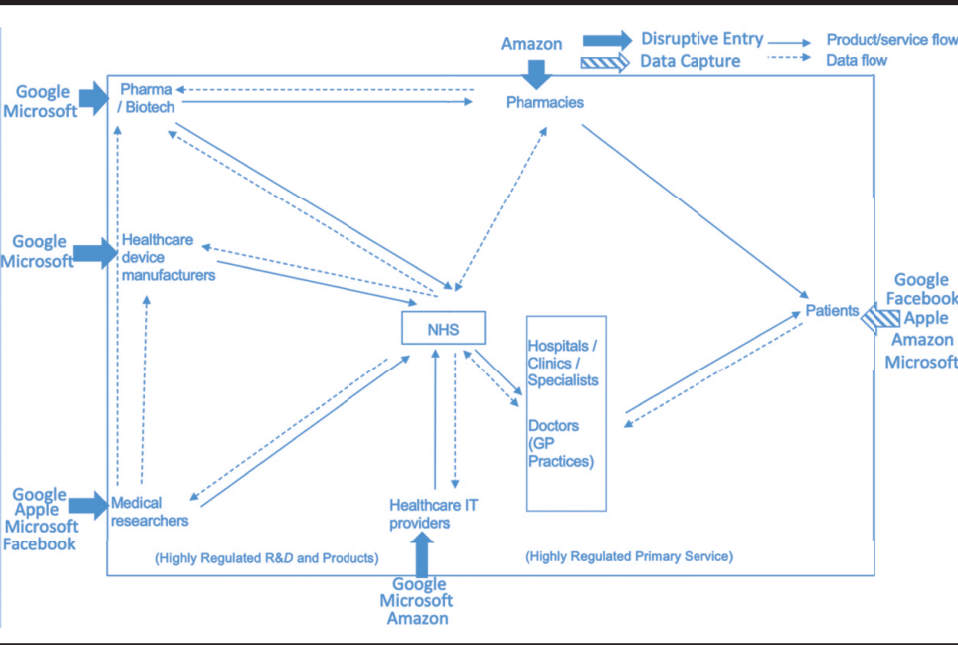 Amazon
Disruptive Entry
Product/service flow
Data Capture
Data flow
Google
Microsoft
Pharma
/ Biotech
Pharmacies
Google
Microsoft
Healthcare
device
manufacturers
NHS
Hospitals /
Clinics /
Specialists
Doctors
(GP
Practices)
Patients
Google
Facebook
Apple
Amazon
Microsoft
Google
Apple
Microsoft
Facebook
Medical
researchers
Healthcare IT
providers
(Highly Regulated R&D and Products)
(Highly Regulated Primary Service)
Google
Microsoft
Amazon